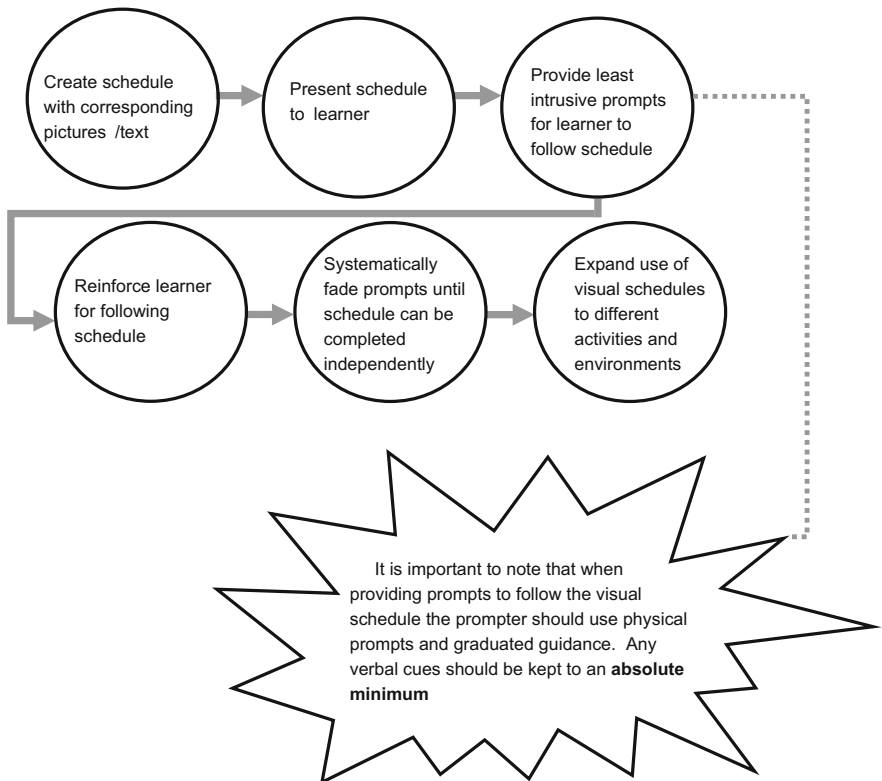 Create schedule
with corresponding
pictures /text
Present schedule
to learner
Provide least
intrusive prompts
for learner to
follow schedule
Reinforce learner
for following
schedule
Systematically
fade prompts until
schedule can be
completed
independently
Expand use of
visual schedules
to different
activities and
environments
It is important to note that when
providing prompts to follow the visual
schedule the prompter should use physical
prompts and graduated guidance. Any
verbal cues should be kept to an absolute
minimum